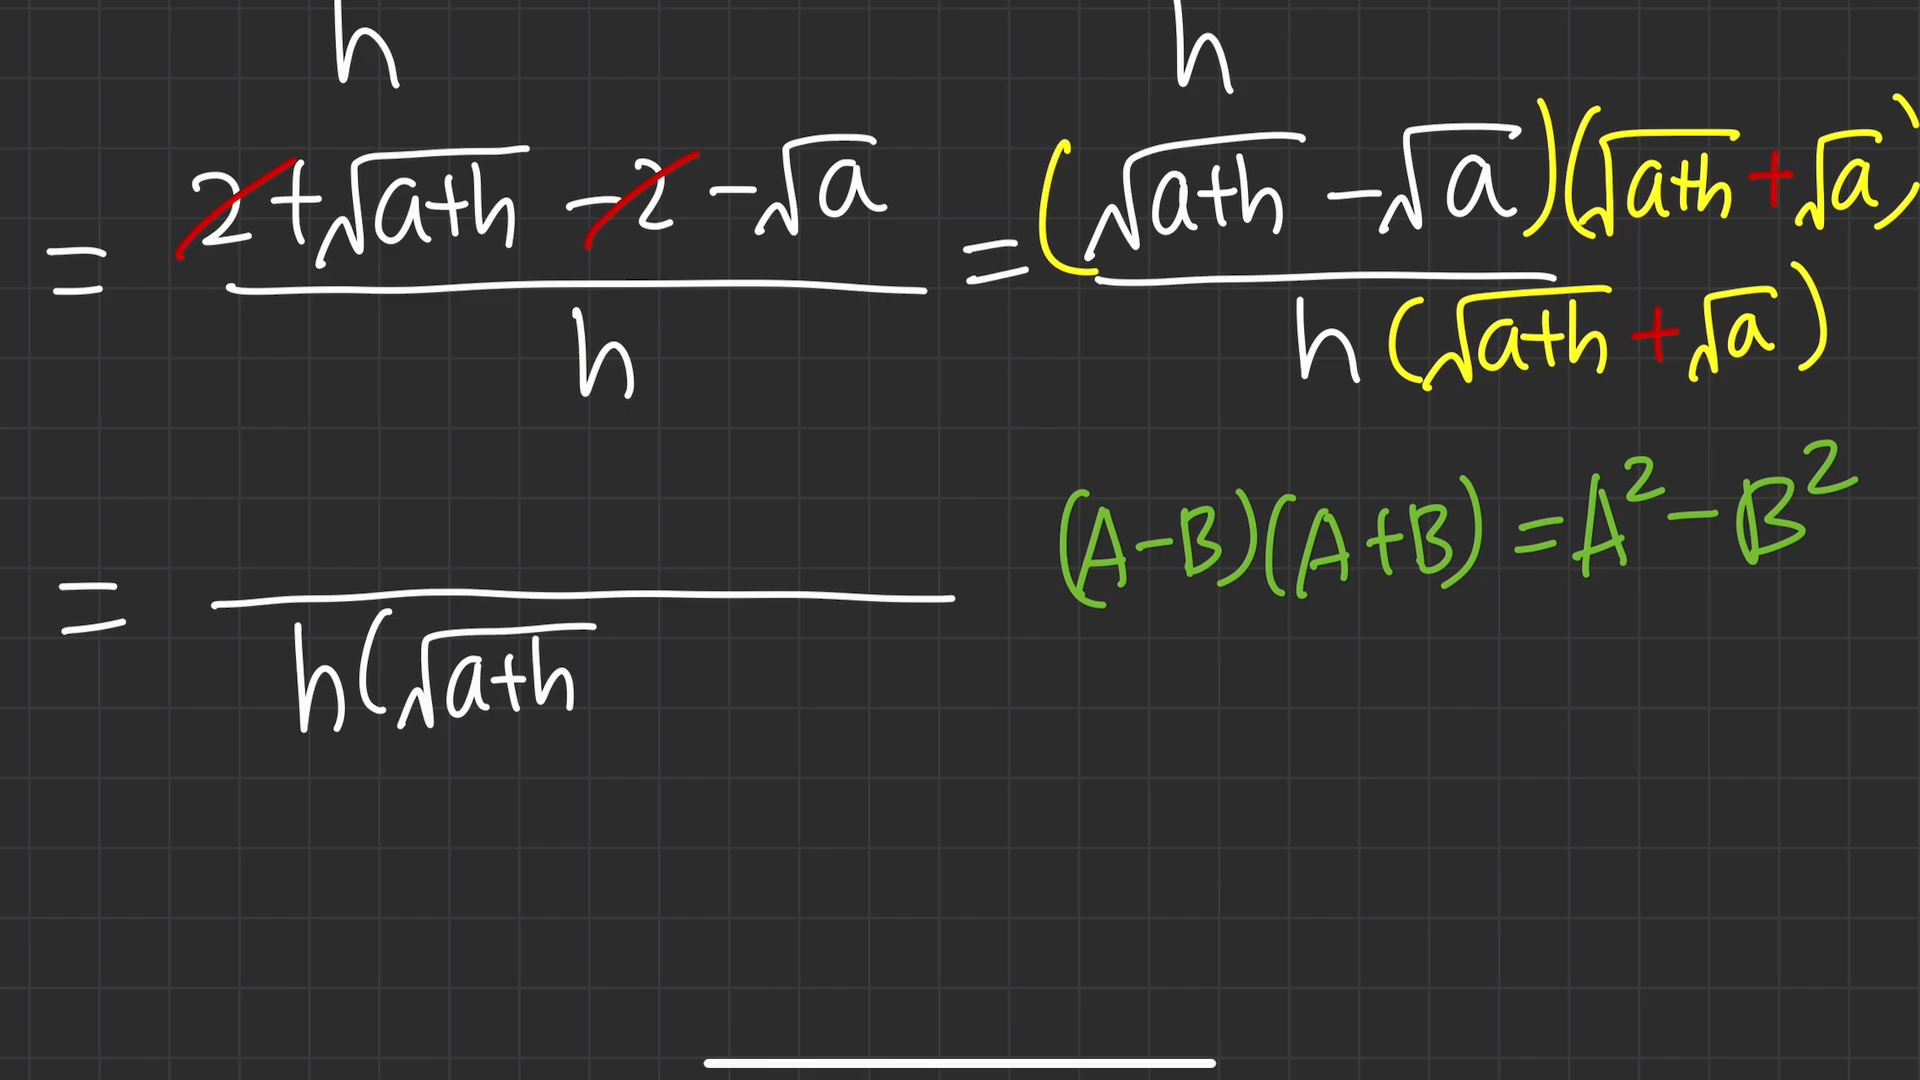 h h
= 2+√a+h -2 -√a / h = (√a+h -√a)(√a+h +√a) / h(√a+h +√a)
(A-B)(A+B) = A² - B²
= / h(√a+h